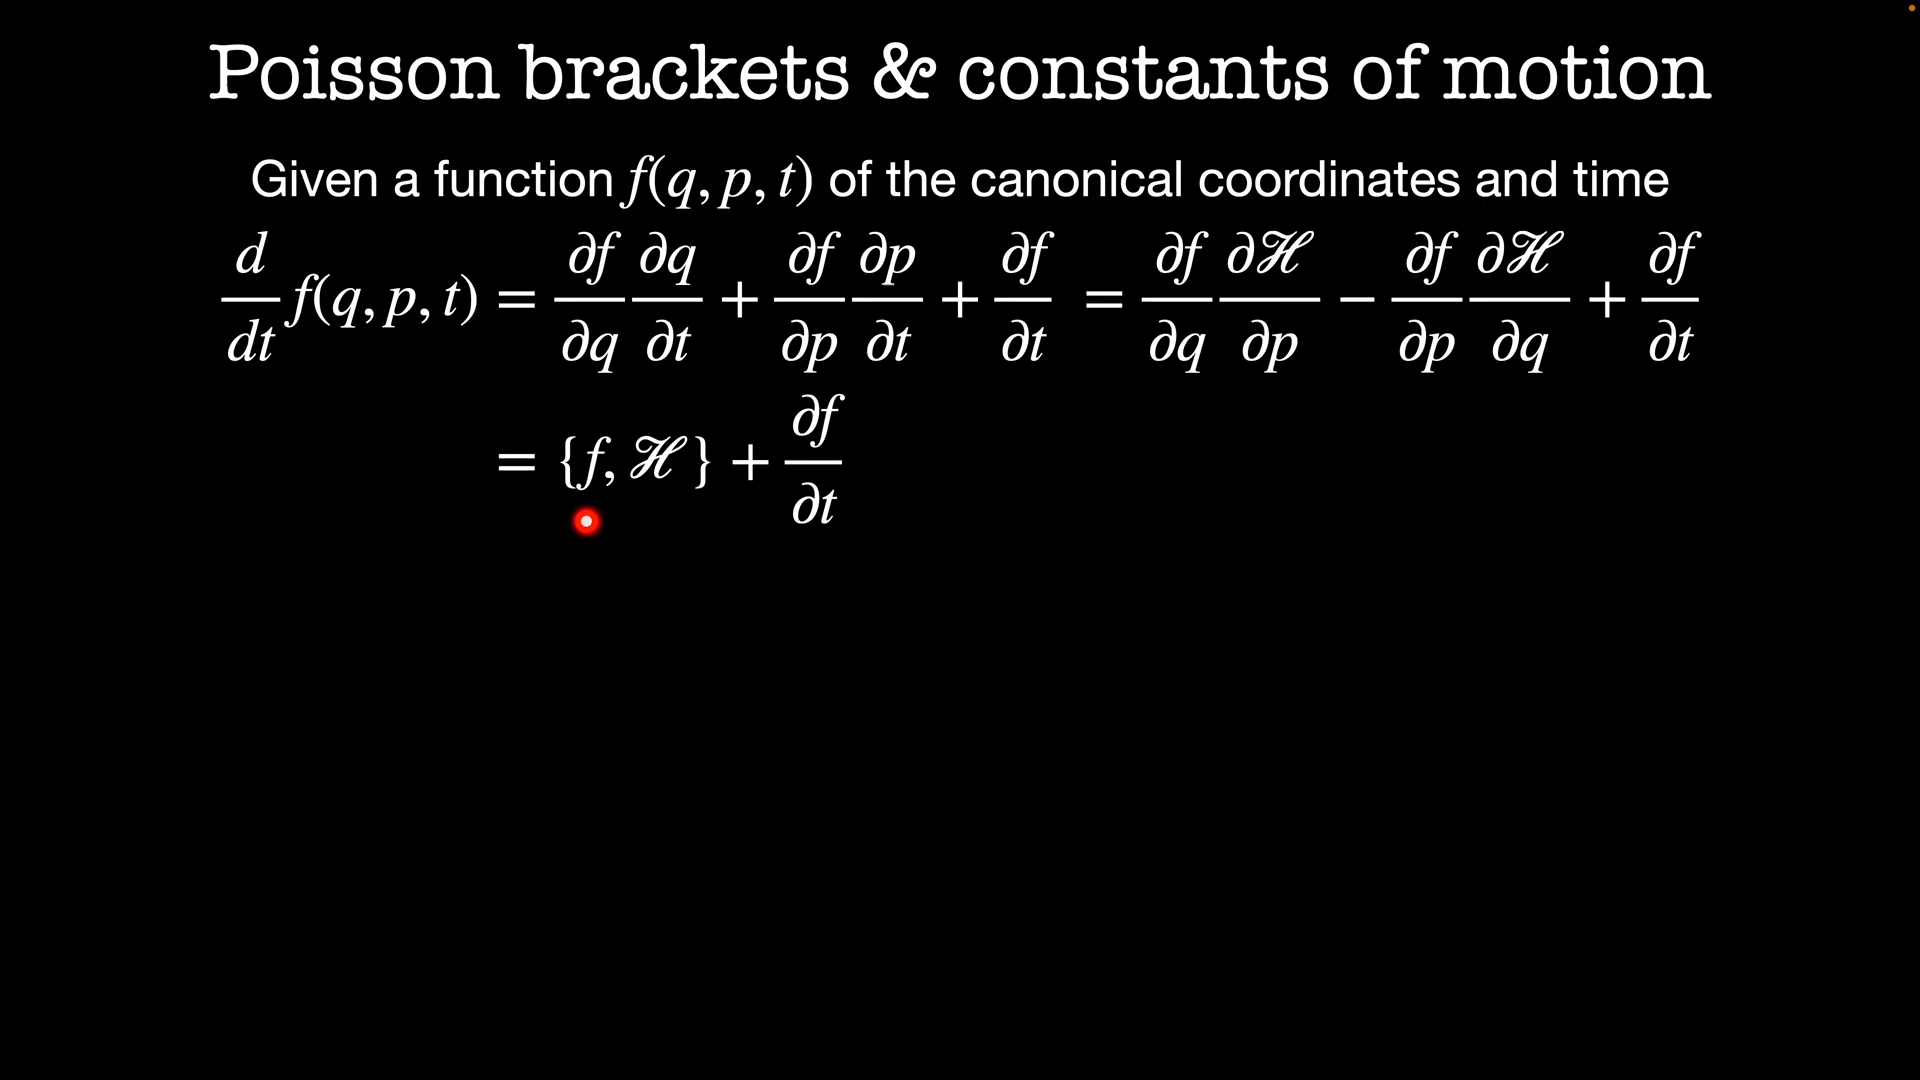 Poisson brackets & constants of motion
Given a function f(q, p, t) of the canonical coordinates and time
d/dt f(q, p, t) = ∂f/∂q ∂q/∂t + ∂f/∂p ∂p/∂t + ∂f/∂t = ∂f/∂q ∂ℋ/∂p − ∂f/∂p ∂ℋ/∂q + ∂f/∂t
= {f, ℋ} + ∂f/∂t